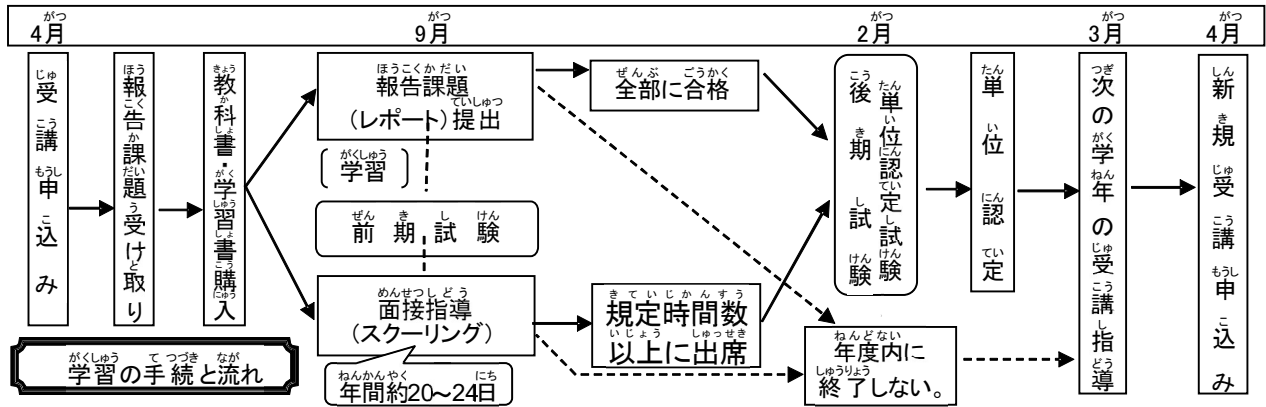 4月
9月
2月
3月
4月
受講申込み
報告課題受け取り
教科書・学習書購入
報告課題
(レポート)提出
〔学習〕
前期試験
面接指導
(スクーリング)
年間約20～24日
全部に合格
規定時間数
以上に出席
単位認定試験
後期試験
年度内に
終了しない。
単位認定
次の学年の受講指導
新規受講申込み
学習の手続と流れ